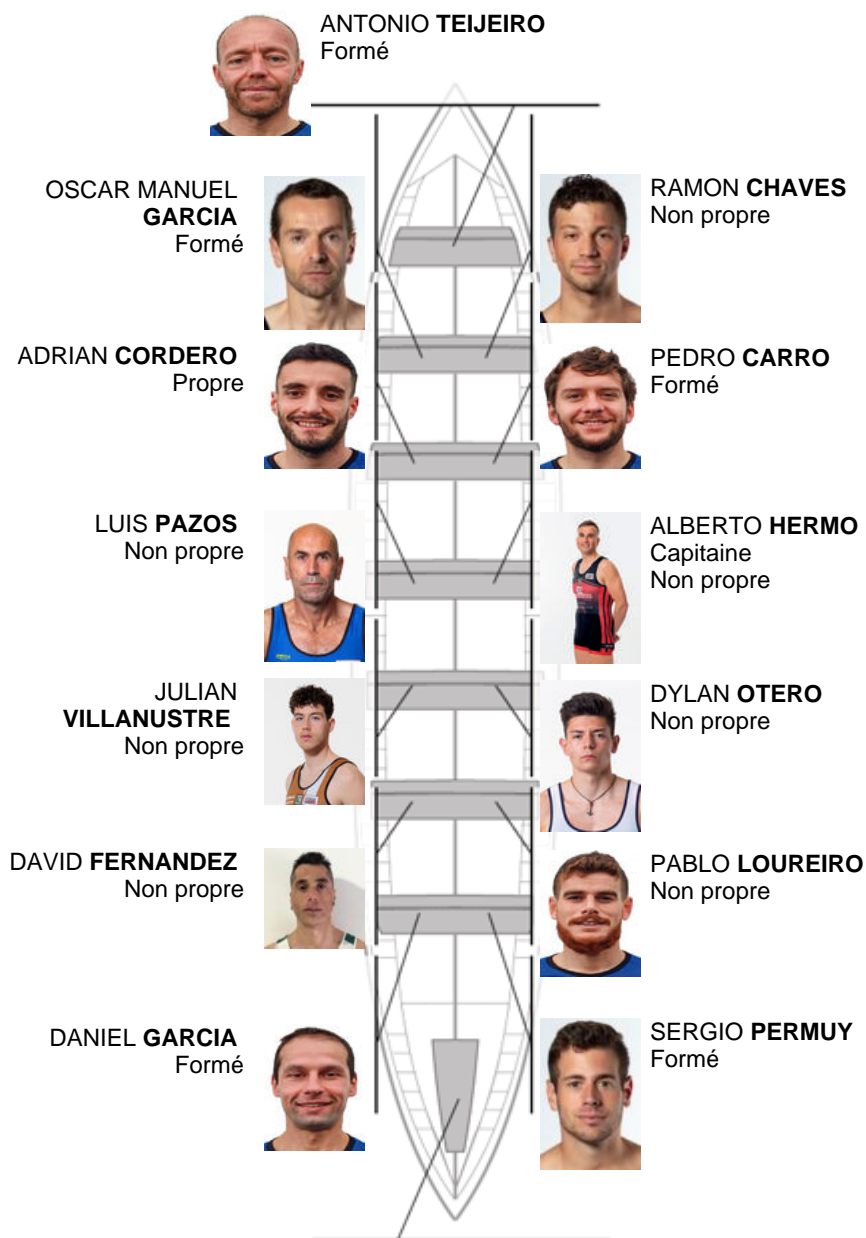 ANTONIO TEIJEIRO
Formé
OSCAR MANUEL
GARCIA
Formé
RAMON CHAVES
Non propre
ADRIAN CORDERO
Propre
PEDRO CARRO
Formé
LUIS PAZOS
Non propre
ALBERTO HERMO
Capitaine
Non propre
JULIAN
VILLANUSTRE
Non propre
DYLAN OTERO
Non propre
DAVID FERNANDEZ
Non propre
PABLO LOUREIRO
Non propre
DANIEL GARCIA
Formé
SERGIO PERMUY
Formé